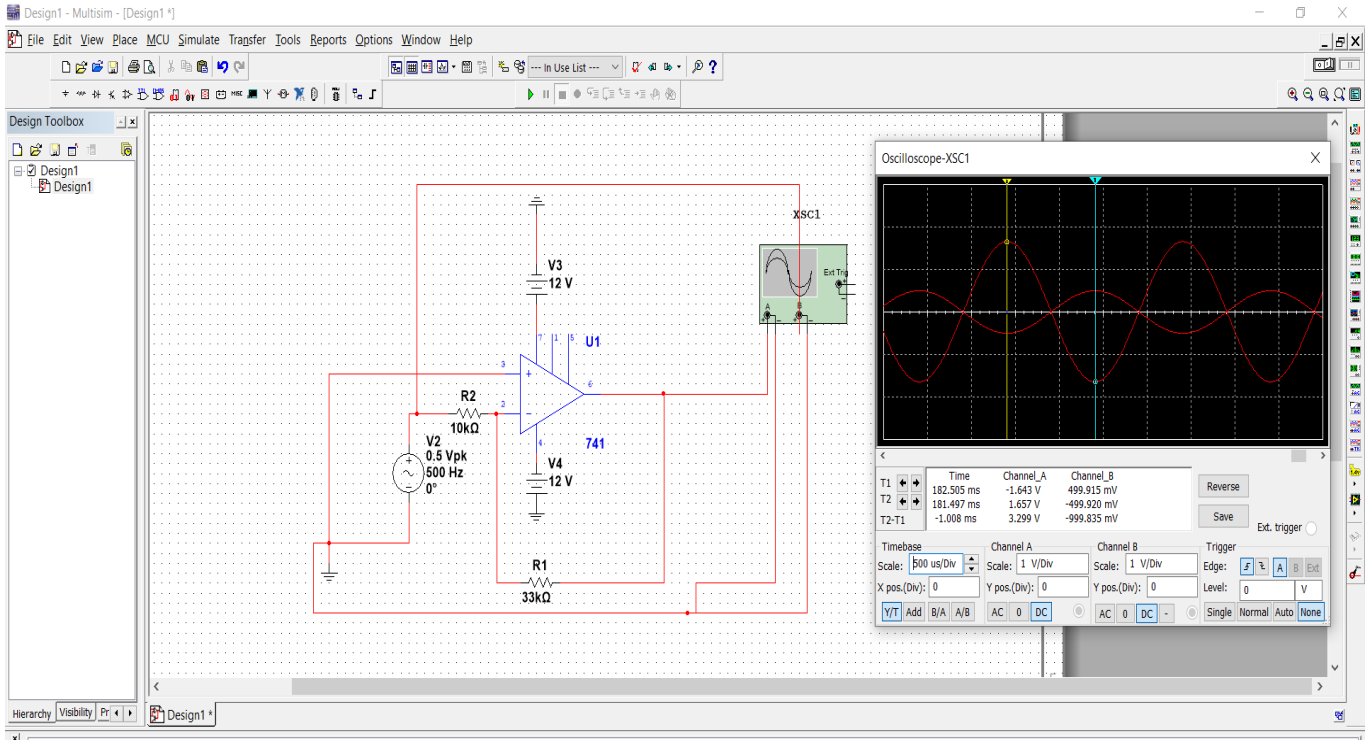 Design1 - Multisim - [Design1 *]
File Edit View Place MCU Simulate Transfer Tools Reports Options Window Help
--- In Use List ---
MISC
Design Toolbox
Design1
Design1
Oscilloscope-XSC1
XSC1
Ext Trig
A B
V3
12 V
7 1 5
U1
3
6
2
R2
10kΩ
741
4
V2
0.5 Vpk
500 Hz
0°
V4
12 V
R1
33kΩ
Time Channel_A Channel_B
T1 182.505 ms -1.643 V 499.915 mV
T2 181.497 ms 1.657 V -499.920 mV
T2-T1 -1.008 ms 3.299 V -999.835 mV
Reverse
Save
Ext. trigger
Timebase Channel A Channel B Trigger
Scale: 500 us/Div Scale: 1 V/Div Scale: 1 V/Div Edge: A B Ext
X pos.(Div): 0 Y pos.(Div): 0 Y pos.(Div): 0 Level: 0 V
Y/T Add B/A A/B AC 0 DC AC 0 DC - Single Normal Auto None
Hierarchy Visibility Pr
Design1 *